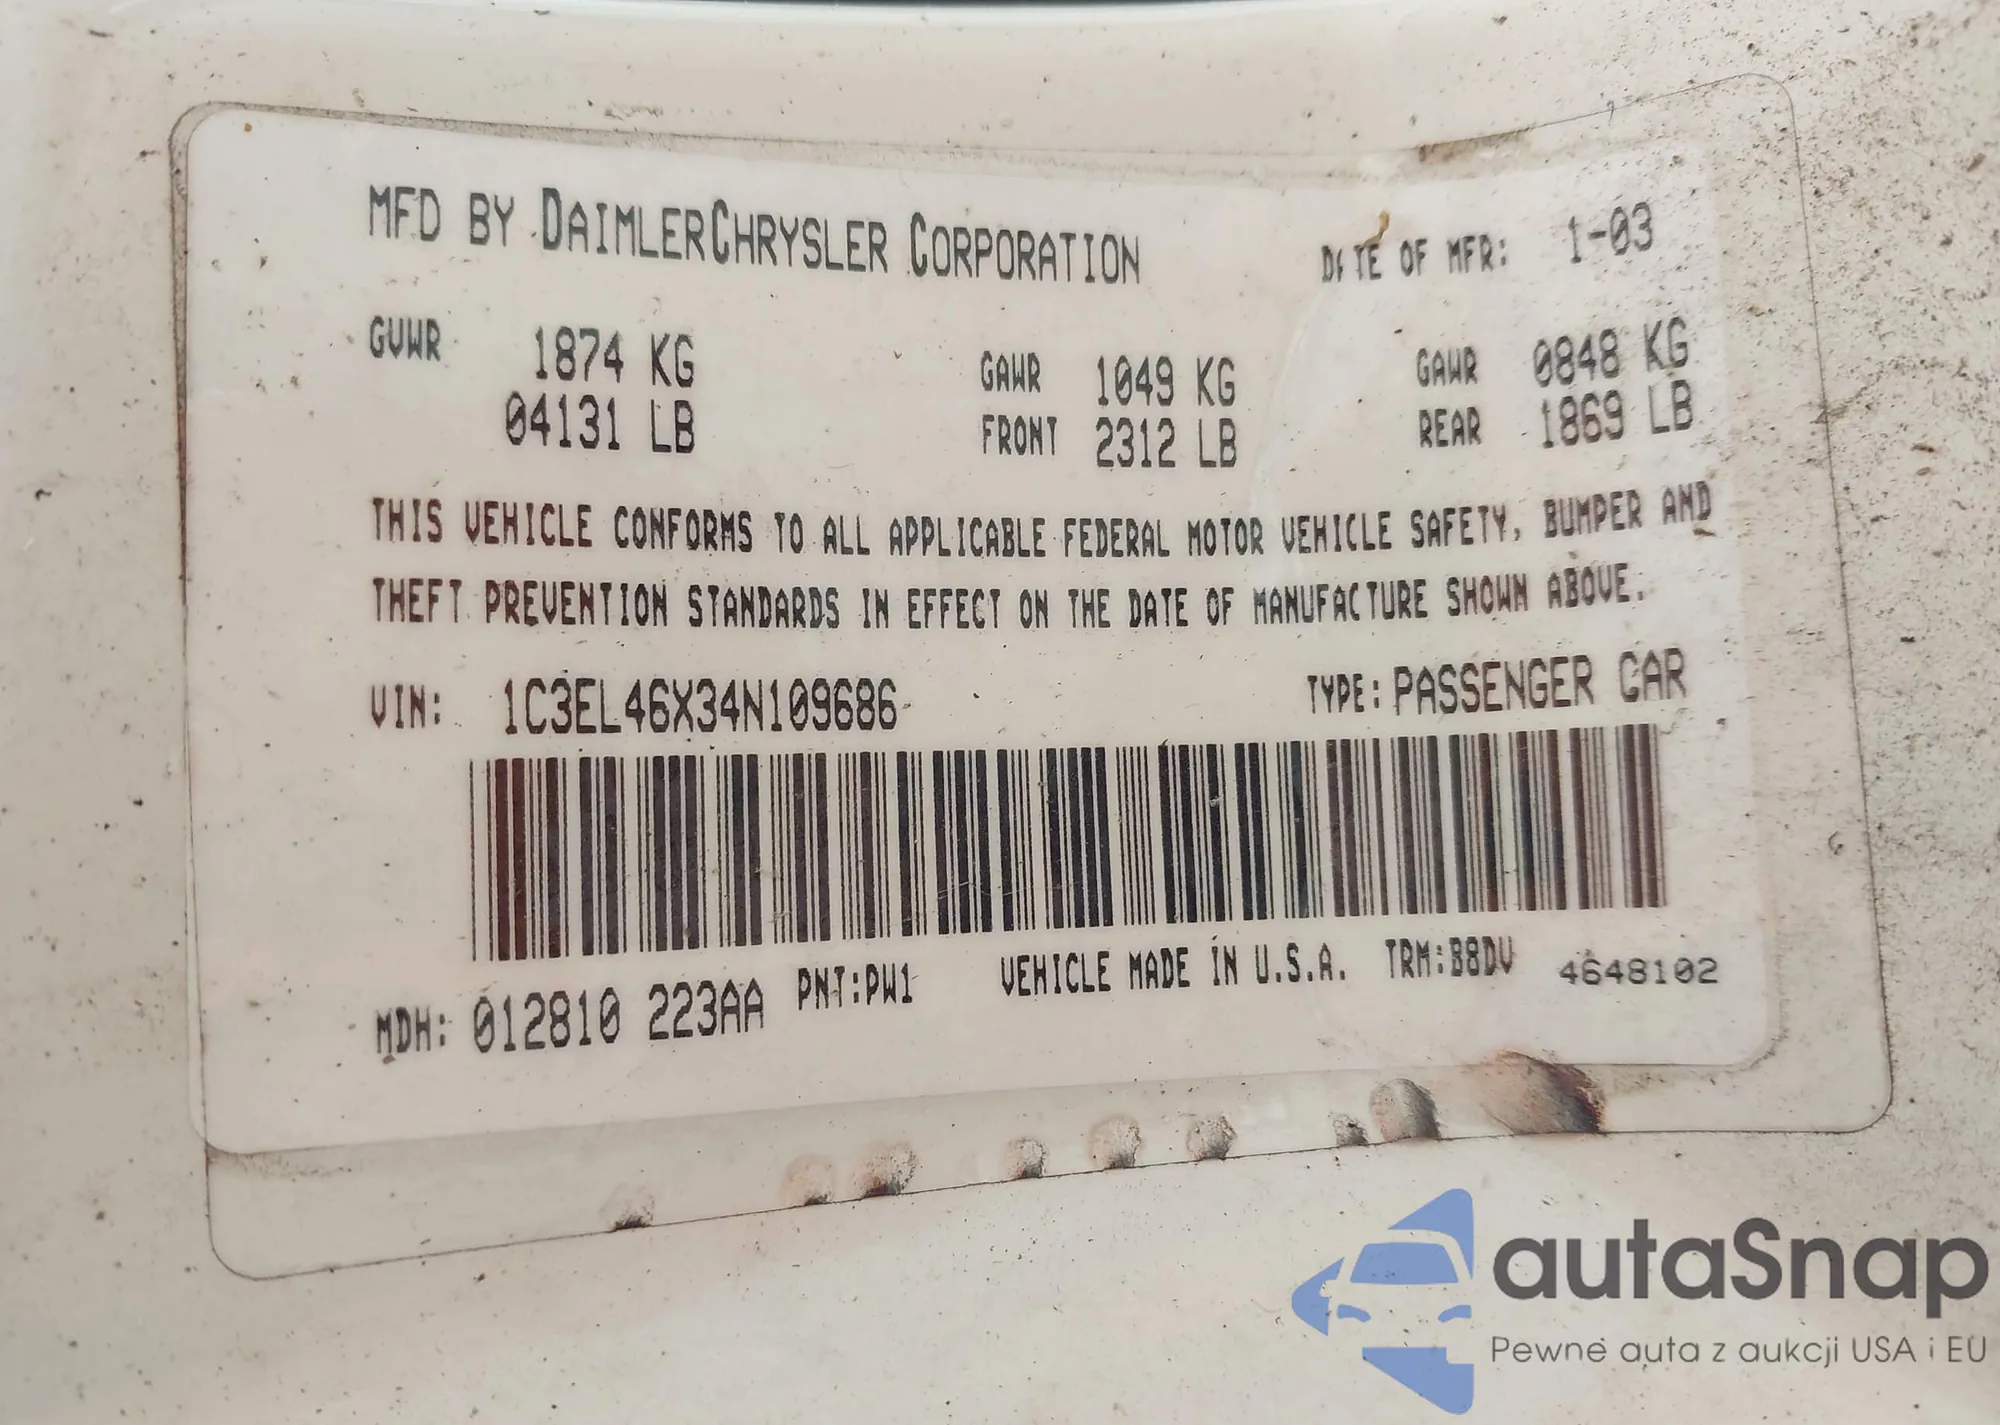 MFD BY DAIMLERCHRYSLER CORPORATION DATE OF MFR: 1-03
GVWR 1874 KG GAWR 1049 KG GAWR 0848 KG
04131 LB FRONT 2312 LB REAR 1869 LB
THIS VEHICLE CONFORMS TO ALL APPLICABLE FEDERAL MOTOR VEHICLE SAFETY, BUMPER AND
THEFT PREVENTION STANDARDS IN EFFECT ON THE DATE OF MANUFACTURE SHOWN ABOVE.
VIN: 1C3EL46X34N109686 TYPE: PASSENGER CAR
MDH: 012810 223AA PNT:PW1 VEHICLE MADE IN U.S.A. TRM:B8DV 4648102
autaSnap
Pewne auta z aukcji USA i EU